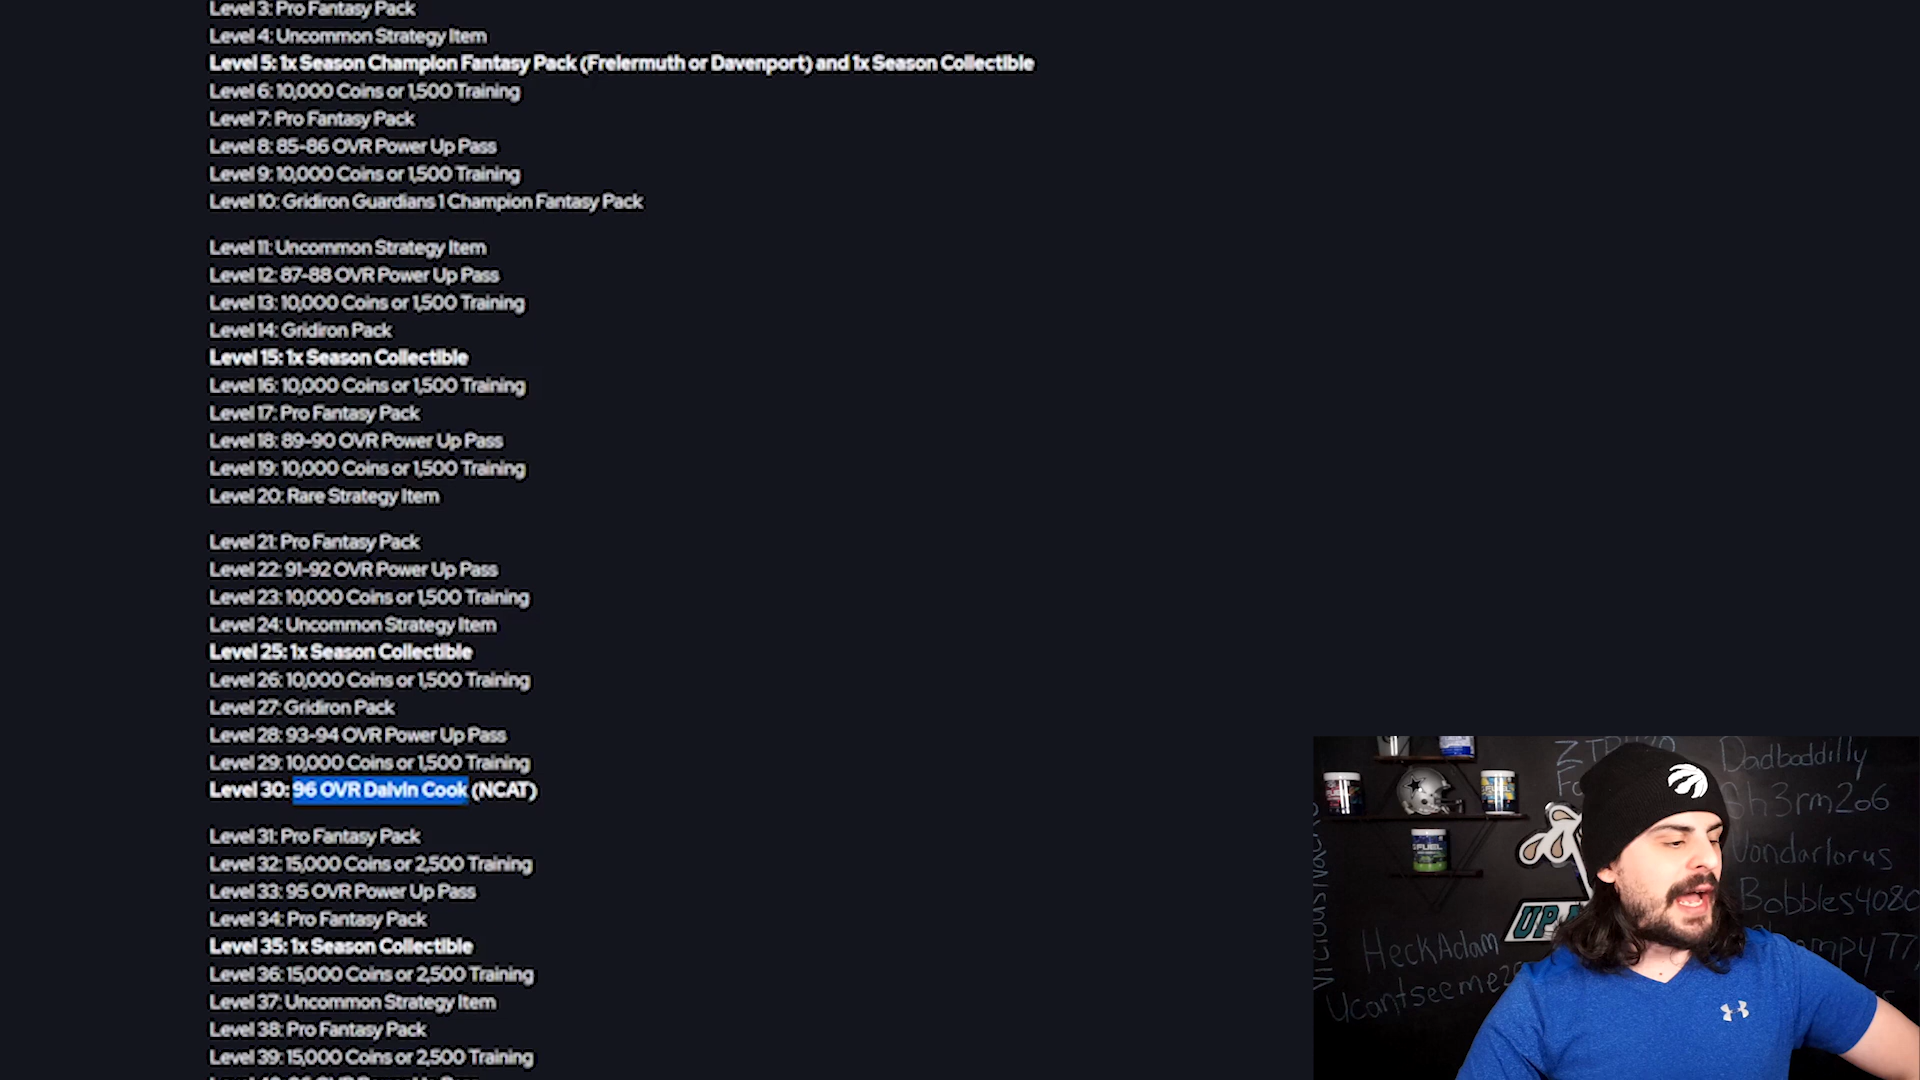 Level 3: Pro Fantasy Pack
Level 4: Uncommon Strategy Item
Level 5: 1x Season Champion Fantasy Pack (Freiermuth or Davenport) and 1x Season Collectible
Level 6: 10,000 Coins or 1,500 Training
Level 7: Pro Fantasy Pack
Level 8: 85-86 OVR Power Up Pass
Level 9: 10,000 Coins or 1,500 Training
Level 10: Gridiron Guardians 1 Champion Fantasy Pack
Level 11: Uncommon Strategy Item
Level 12: 87-88 OVR Power Up Pass
Level 13: 10,000 Coins or 1,500 Training
Level 14: Gridiron Pack
Level 15: 1x Season Collectible
Level 16: 10,000 Coins or 1,500 Training
Level 17: Pro Fantasy Pack
Level 18: 89-90 OVR Power Up Pass
Level 19: 10,000 Coins or 1,500 Training
Level 20: Rare Strategy Item
Level 21: Pro Fantasy Pack
Level 22: 91-92 OVR Power Up Pass
Level 23: 10,000 Coins or 1,500 Training
Level 24: Uncommon Strategy Item
Level 25: 1x Season Collectible
Level 26: 10,000 Coins or 1,500 Training
Level 27: Gridiron Pack
Level 28: 93-94 OVR Power Up Pass
Level 29: 10,000 Coins or 1,500 Training
Level 30: 96 OVR Dalvin Cook (NCAT)
Level 31: Pro Fantasy Pack
Level 32: 15,000 Coins or 2,500 Training
Level 33: 95 OVR Power Up Pass
Level 34: Pro Fantasy Pack
Level 35: 1x Season Collectible
Level 36: 15,000 Coins or 2,500 Training
Level 37: Uncommon Strategy Item
Level 38: Pro Fantasy Pack
Level 39: 15,000 Coins or 2,500 Training
Dadbaddilly
Vondarlorus
Bobbles4080
HeckAdam
Ucantseeme2
UP
FUEL